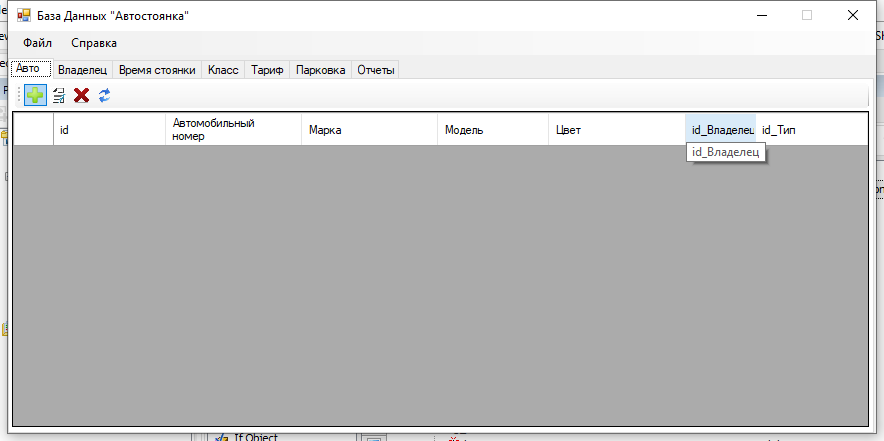 База Данных "Автостоянка"
Файл Справка
Авто Владелец Время стоянки Класс Тариф Парковка Отчеты
id Автомобильный номер Марка Модель Цвет id_Владелец id_Тип
id_Владелец
If Object